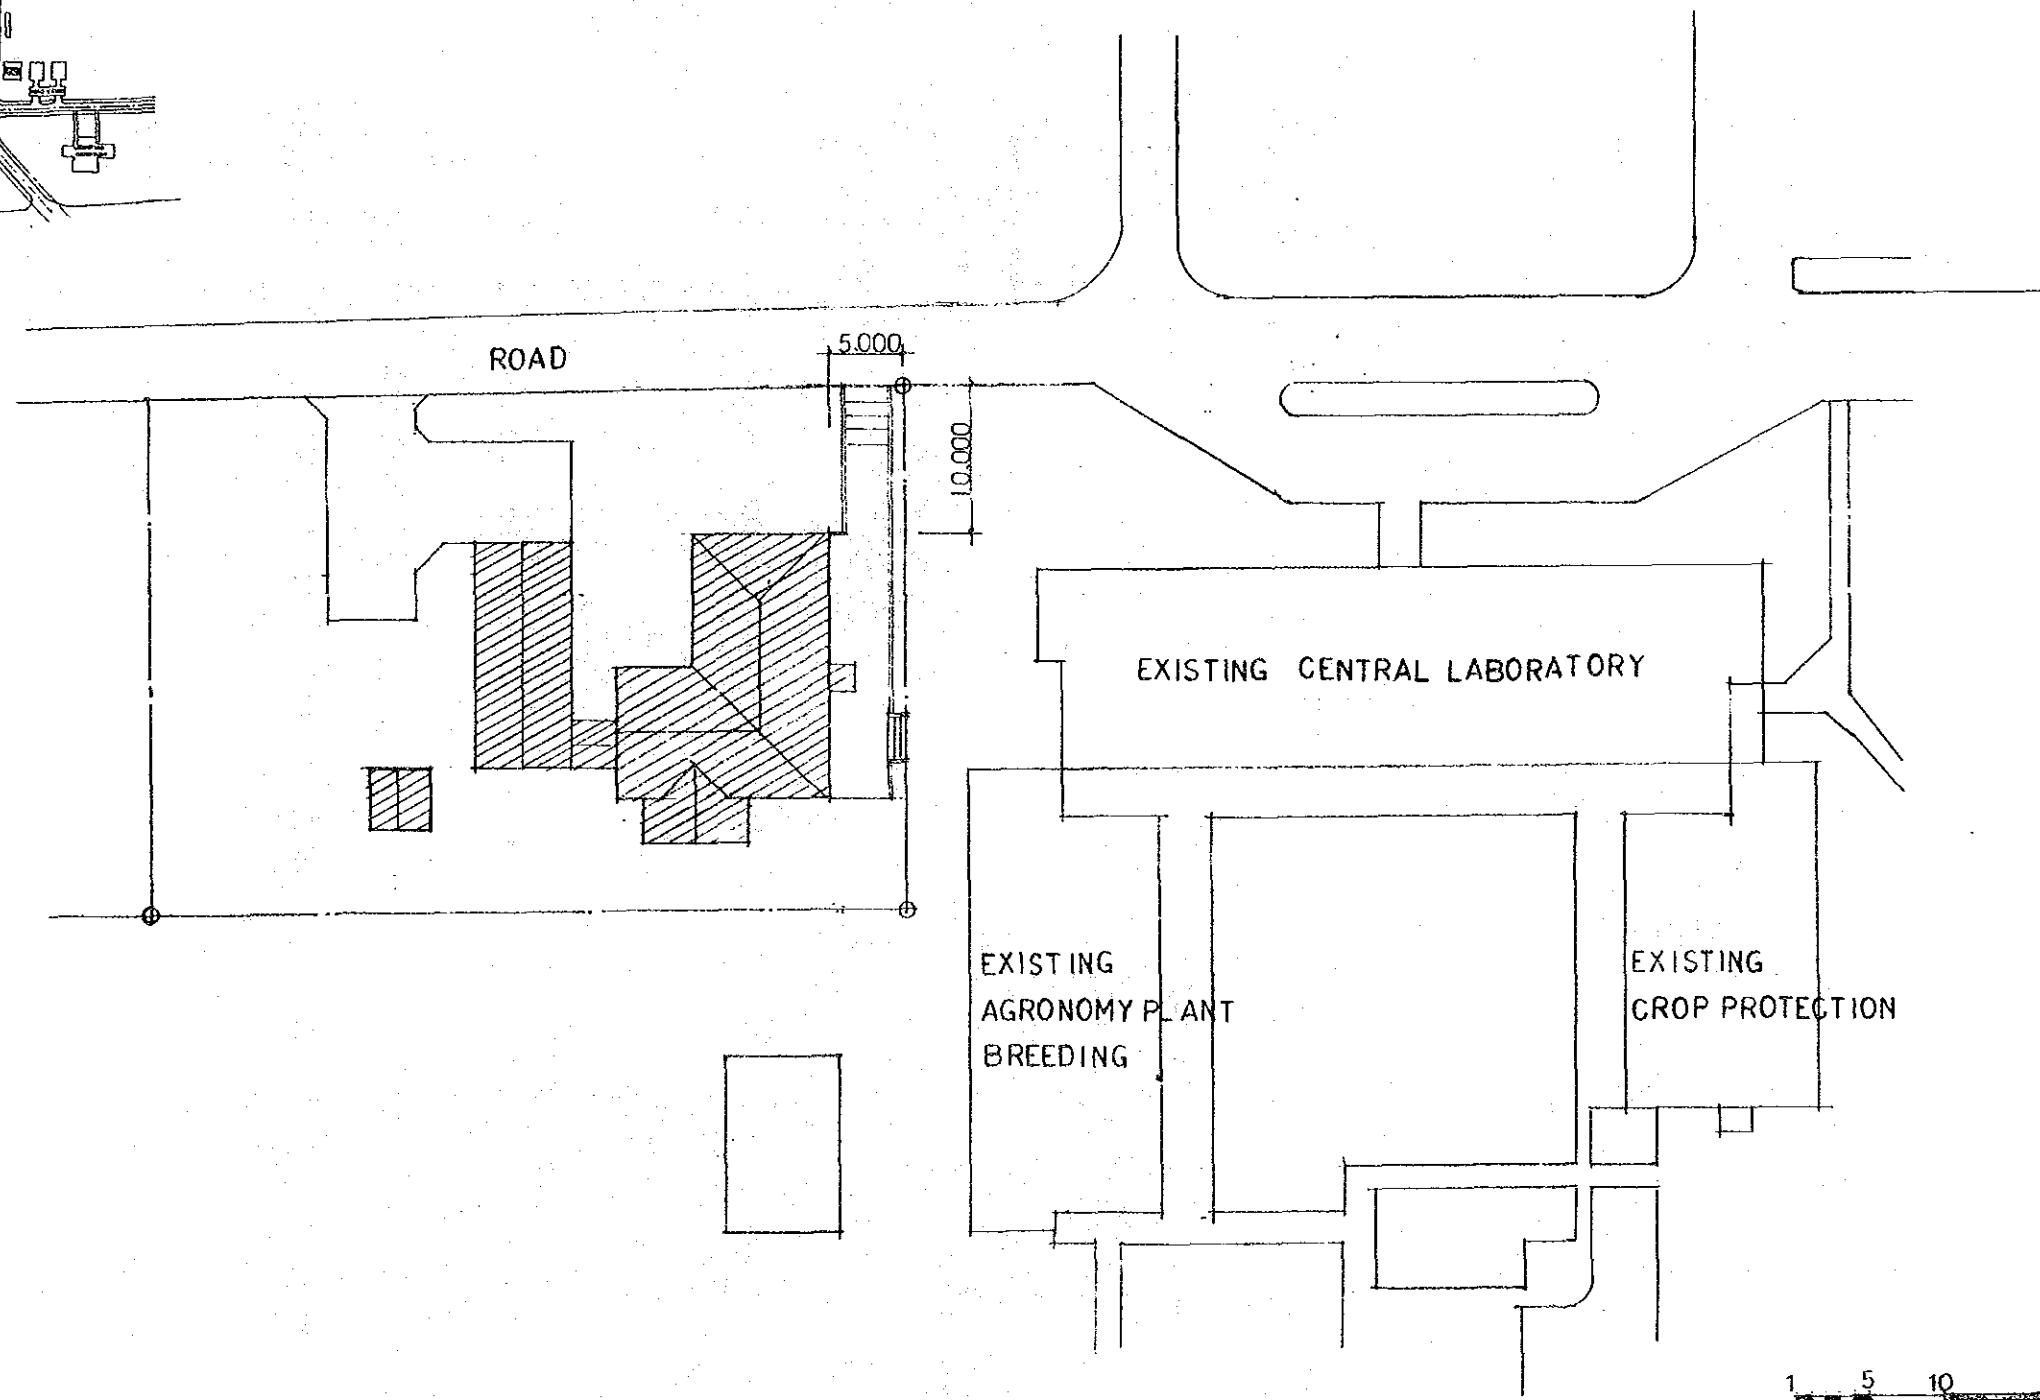 ROAD
5.000
10.000
EXISTING CENTRAL LABORATORY
EXISTING
AGRONOMY PLANT
BREEDING
EXISTING
CROP PROTECTION
1 5 10